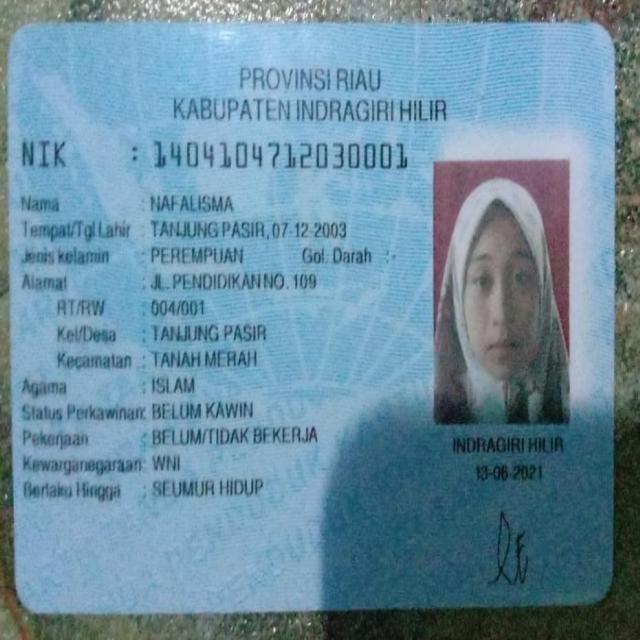 PROVINSI RIAU
KABUPATEN INDRAGIRI HILIR
NIK : 1404104712030001
Nama : NAFALISMA
Tempat/Tgl Lahir : TANJUNG PASIR, 07-12-2003
Jenis kelamin : PEREMPUAN Gol. Darah : -
Alamat : JL. PENDIDIKAN NO. 109
RT/RW : 004/001
Kel/Desa : TANJUNG PASIR
Kecamatan : TANAH MERAH
Agama : ISLAM
Status Perkawinan: BELUM KAWIN
Pekerjaan : BELUM/TIDAK BEKERJA
Kewarganegaraan: WNI
Berlaku Hingga : SEUMUR HIDUP
INDRAGIRI HILIR
13-06-2021